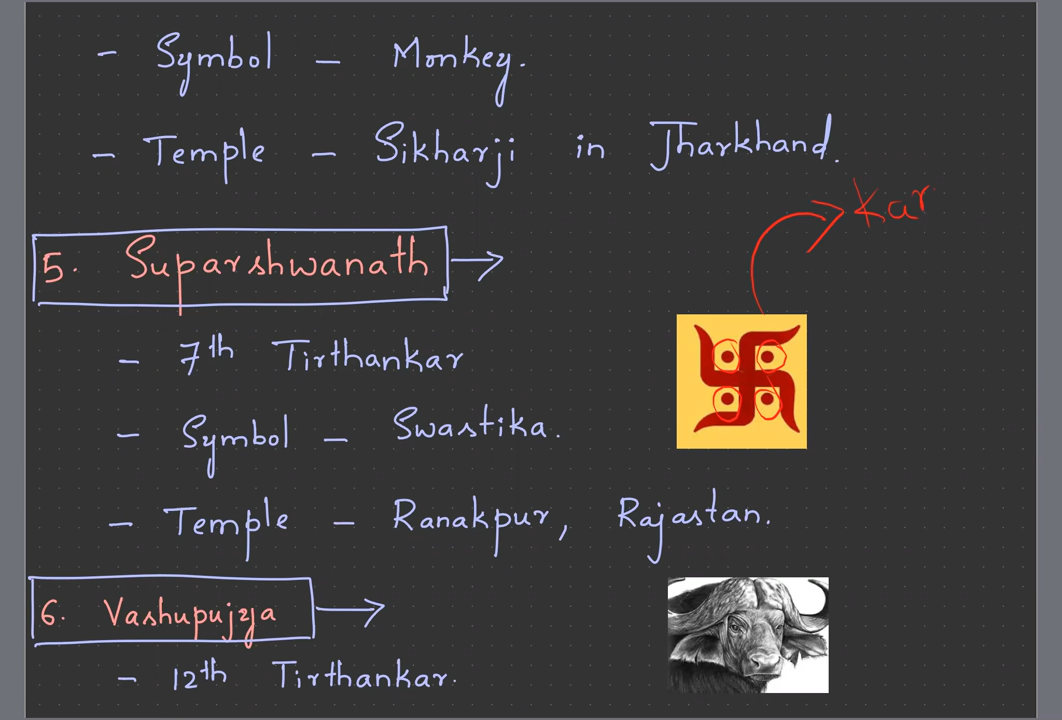 - Symbol - Monkey.
- Temple - Sikharji in Jharkhand.
Kar
5. Suparshwanath →
- 7th Tirthankar
- Symbol - Swastika.
- Temple - Ranakpur, Rajastan.
6. Vashupujya →
- 12th Tirthankar.